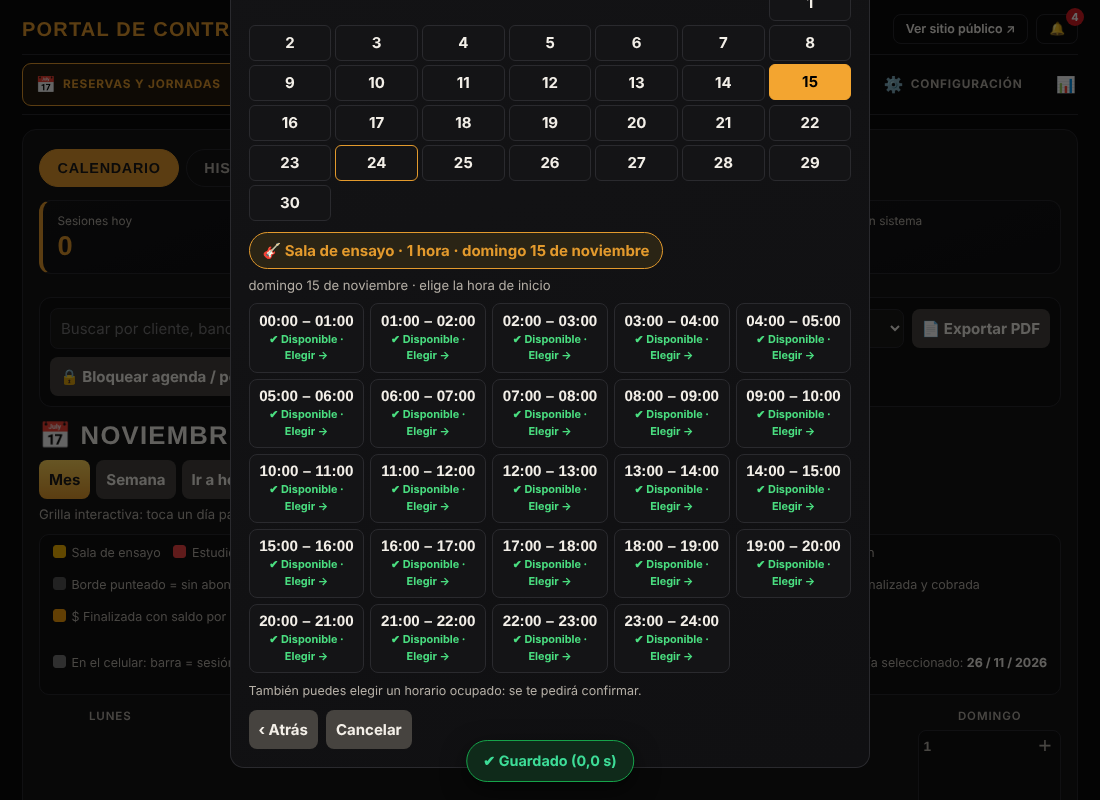 PORTAL DE CONTR
Ver sitio público ↗
🔔 4
📅 RESERVAS Y JORNADAS
⚙️ CONFIGURACIÓN
📊
CALENDARIO
HIS
Sesiones hoy
0
n sistema
Buscar por cliente, band
📄 Exportar PDF
🔒 Bloquear agenda / pe
📅 NOVIEMBR
Mes
Semana
Ir a h
Grilla interactiva: toca un día pa
Sala de ensayo
Estudi
n
Borde punteado = sin abon
nalizada y cobrada
$ Finalizada con saldo por
En el celular: barra = sesió
a seleccionado: 26 / 11 / 2026
LUNES
DOMINGO
1 +
1
2 3 4 5 6 7 8
9 10 11 12 13 14 15
16 17 18 19 20 21 22
23 24 25 26 27 28 29
30
🎸 Sala de ensayo · 1 hora · domingo 15 de noviembre
domingo 15 de noviembre · elige la hora de inicio
00:00 – 01:00 01:00 – 02:00 02:00 – 03:00 03:00 – 04:00 04:00 – 05:00
✔ Disponible · ✔ Disponible · ✔ Disponible · ✔ Disponible · ✔ Disponible ·
Elegir → Elegir → Elegir → Elegir → Elegir →
05:00 – 06:00 06:00 – 07:00 07:00 – 08:00 08:00 – 09:00 09:00 – 10:00
✔ Disponible · ✔ Disponible · ✔ Disponible · ✔ Disponible · ✔ Disponible ·
Elegir → Elegir → Elegir → Elegir → Elegir →
10:00 – 11:00 11:00 – 12:00 12:00 – 13:00 13:00 – 14:00 14:00 – 15:00
✔ Disponible · ✔ Disponible · ✔ Disponible · ✔ Disponible · ✔ Disponible ·
Elegir → Elegir → Elegir → Elegir → Elegir →
15:00 – 16:00 16:00 – 17:00 17:00 – 18:00 18:00 – 19:00 19:00 – 20:00
✔ Disponible · ✔ Disponible · ✔ Disponible · ✔ Disponible · ✔ Disponible ·
Elegir → Elegir → Elegir → Elegir → Elegir →
20:00 – 21:00 21:00 – 22:00 22:00 – 23:00 23:00 – 24:00
✔ Disponible · ✔ Disponible · ✔ Disponible · ✔ Disponible ·
Elegir → Elegir → Elegir → Elegir →
También puedes elegir un horario ocupado: se te pedirá confirmar.
‹ Atrás
Cancelar
✔ Guardado (0,0 s)